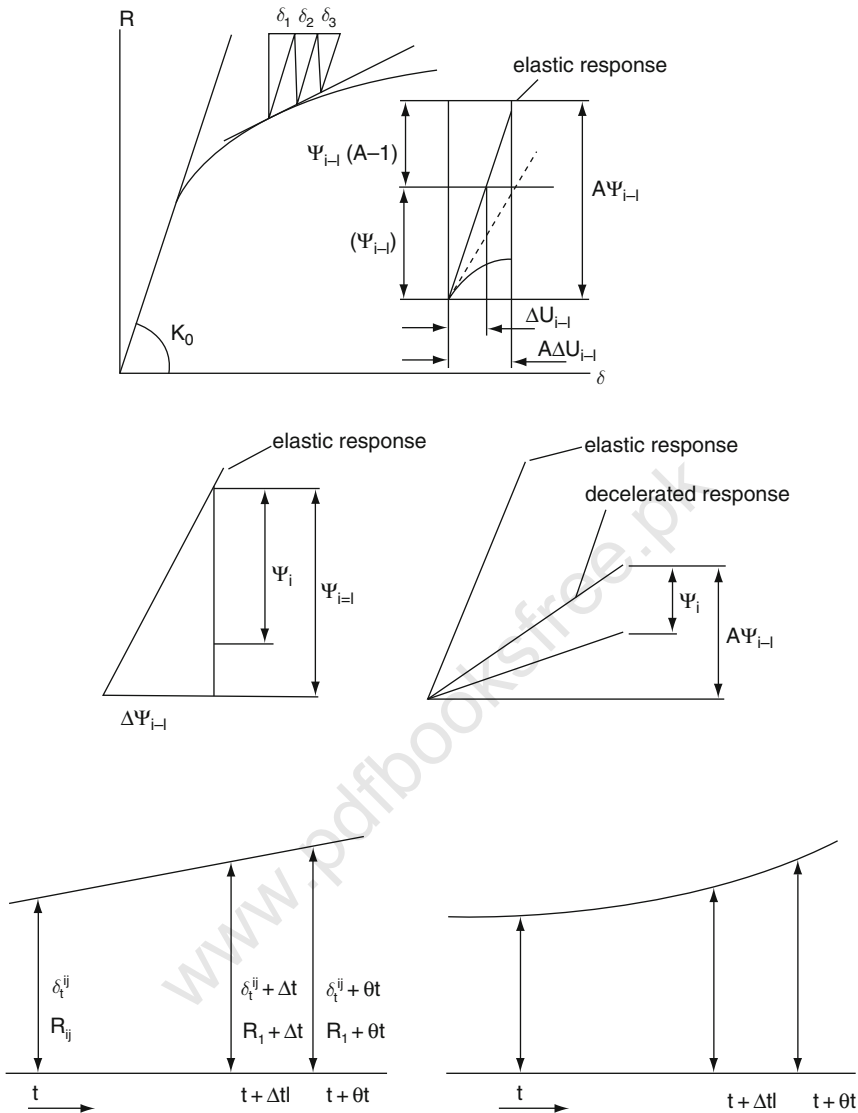 R
δ₁ δ₂ δ₃
elastic response
Ψᵢ₋ₗ (A–1)
AΨᵢ₋ₗ
(Ψᵢ₋ₗ)
ΔUᵢ₋ₗ
K₀
AΔUᵢ₋ₗ
δ
elastic response
Ψᵢ
Ψᵢ₌ₗ
ΔΨᵢ₋ₗ
elastic response
decelerated response
Ψᵢ
AΨᵢ₋ₗ
www.pdfbooksfree.pk
δₜⁱʲ
Rᵢⱼ
δₜⁱʲ + Δt
R₁ + Δt
δₜⁱʲ + θt
R₁ + θt
t
t + Δtl
t + θt
t
t + Δtl
t + θt